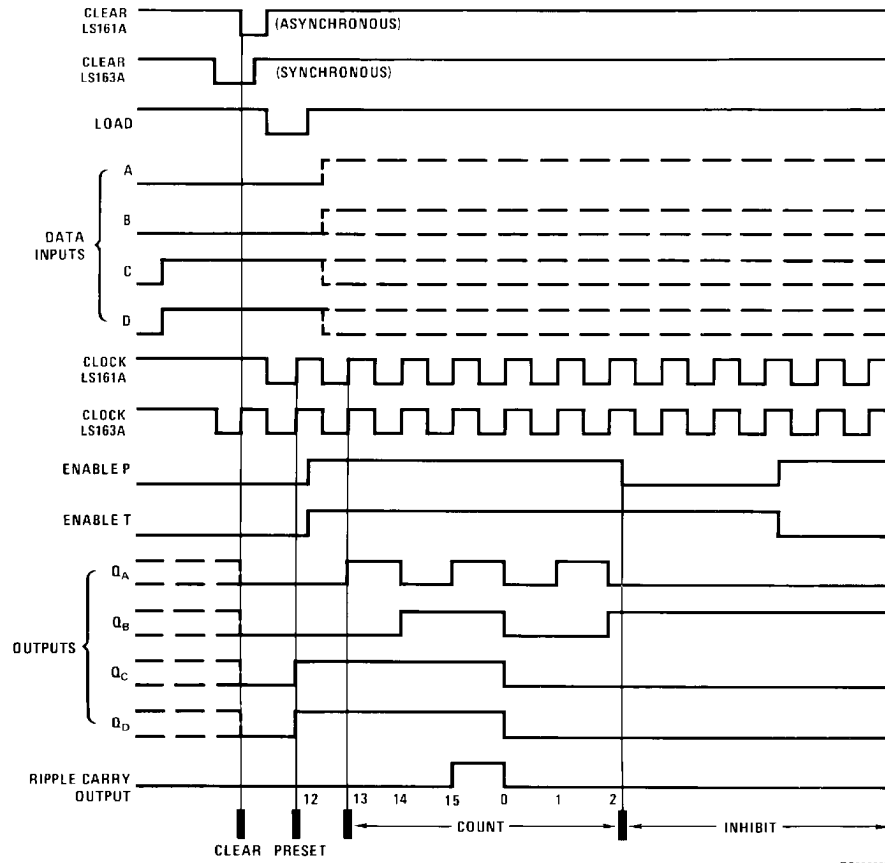 CLEAR
LS161A
(ASYNCHRONOUS)
CLEAR
LS163A
(SYNCHRONOUS)
LOAD
A
B
DATA
INPUTS
C
D
CLOCK
LS161A
CLOCK
LS163A
ENABLE P
ENABLE T
QA
QB
OUTPUTS
QC
QD
RIPPLE CARRY
OUTPUT
12 13 14 15 0 1 2
COUNT INHIBIT
CLEAR PRESET